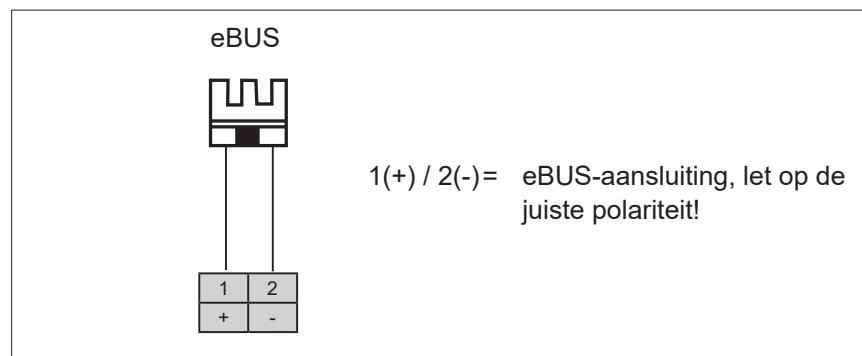 eBUS
1(+) / 2(-)= eBUS-aansluiting, let op de
juiste polariteit!
1 2
+ -